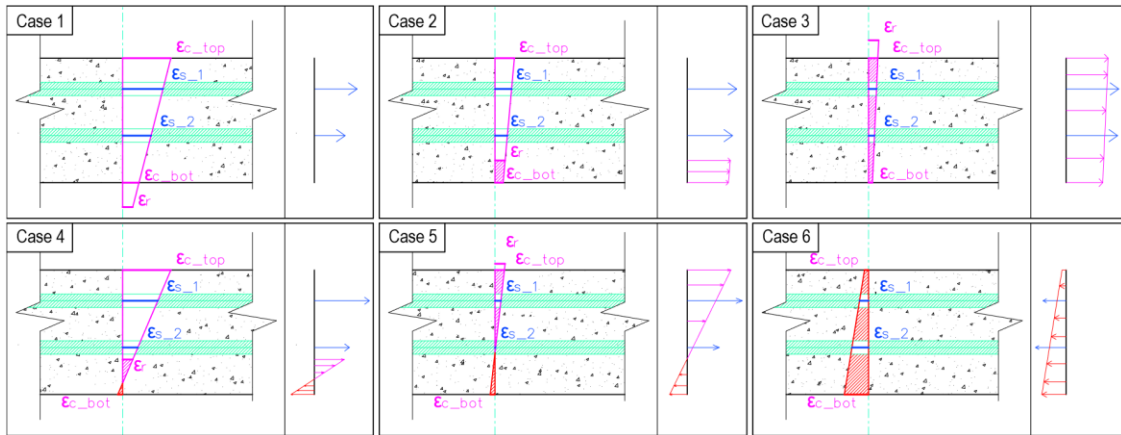 Case 1
εc_top
εs_1
εs_2
εc_bot
εr
Case 2
εc_top
εs_1
εs_2
εr
εc_bot
Case 3
εr
εc_top
εs_1
εs_2
εc_bot
Case 4
εc_top
εs_1
εs_2
εr
εc_bot
Case 5
εr
εc_top
εs_1
εs_2
εc_bot
Case 6
εc_top
εs_1
εs_2
εc_bot